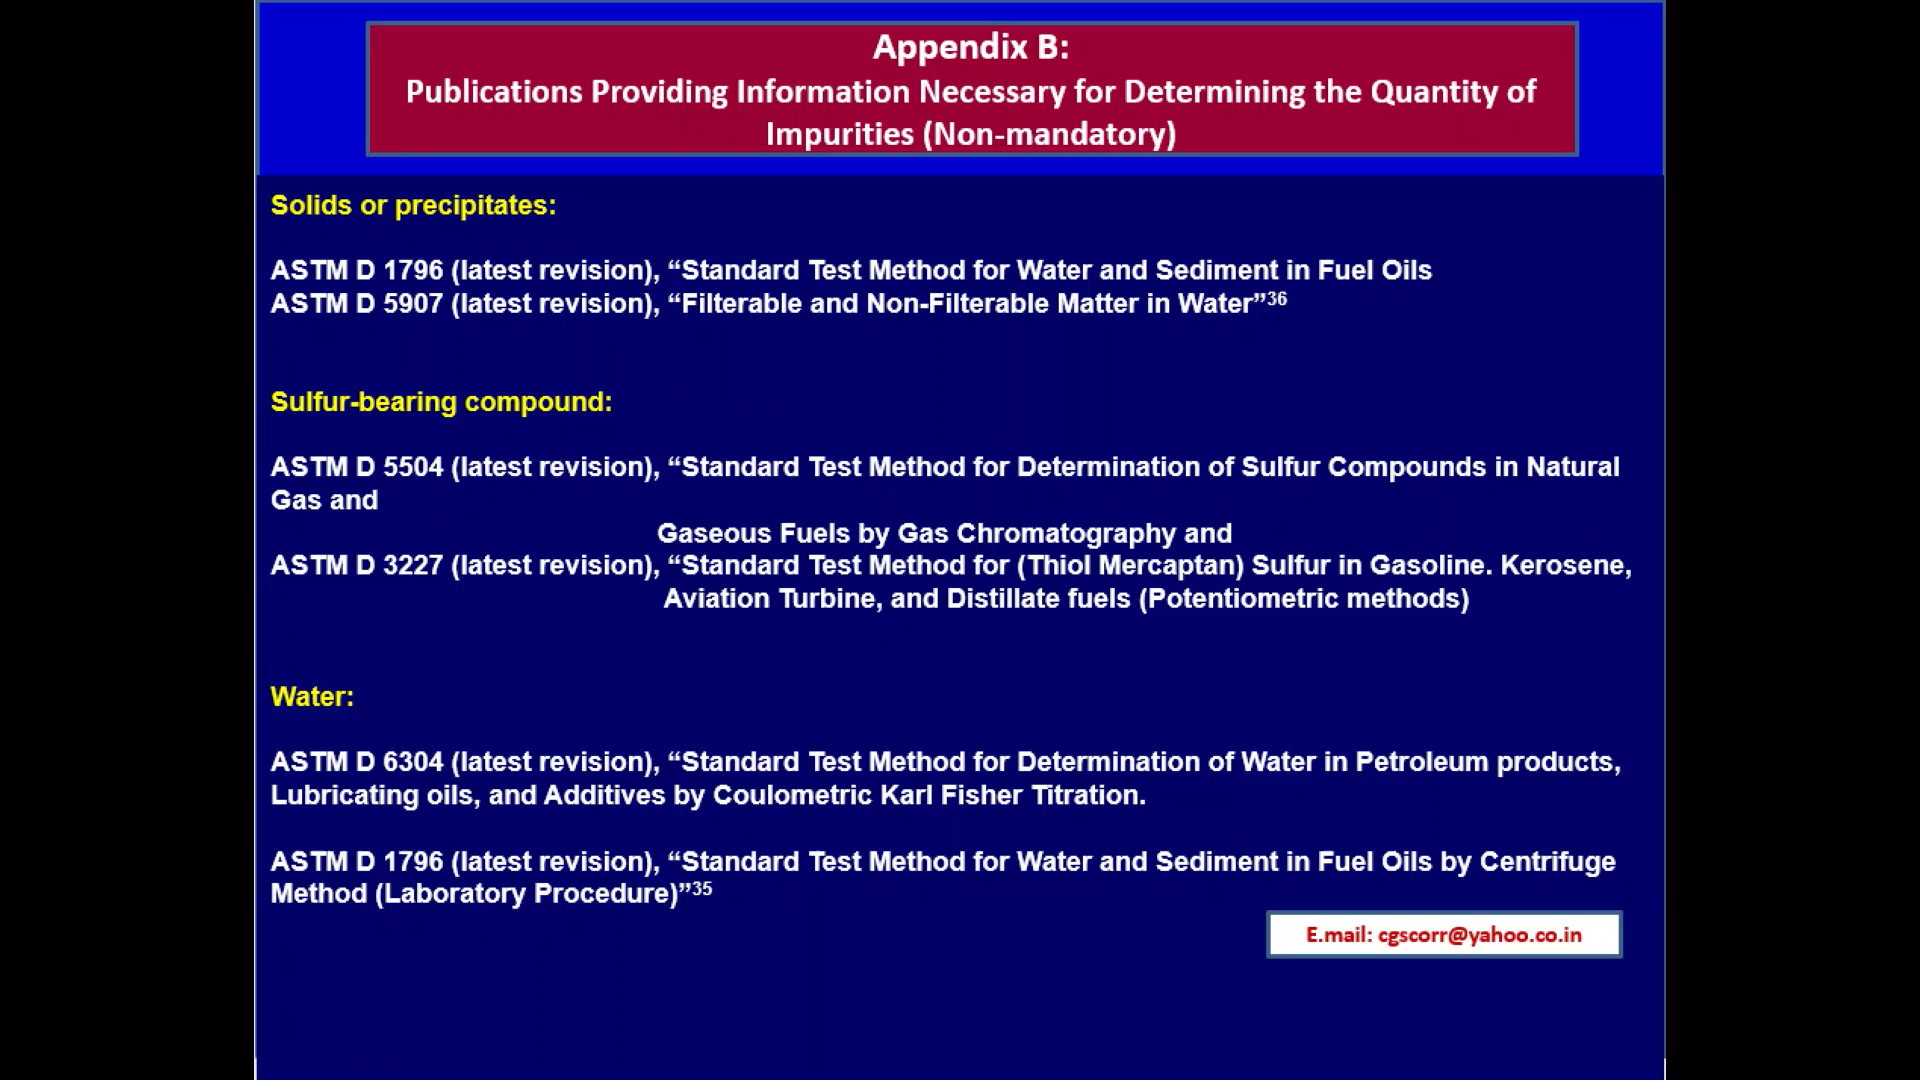 Appendix B:
Publications Providing Information Necessary for Determining the Quantity of
Impurities (Non-mandatory)
Solids or precipitates:
ASTM D 1796 (latest revision), “Standard Test Method for Water and Sediment in Fuel Oils
ASTM D 5907 (latest revision), “Filterable and Non-Filterable Matter in Water”36
Sulfur-bearing compound:
ASTM D 5504 (latest revision), “Standard Test Method for Determination of Sulfur Compounds in Natural
Gas and
Gaseous Fuels by Gas Chromatography and
ASTM D 3227 (latest revision), “Standard Test Method for (Thiol Mercaptan) Sulfur in Gasoline. Kerosene,
Aviation Turbine, and Distillate fuels (Potentiometric methods)
Water:
ASTM D 6304 (latest revision), “Standard Test Method for Determination of Water in Petroleum products,
Lubricating oils, and Additives by Coulometric Karl Fisher Titration.
ASTM D 1796 (latest revision), “Standard Test Method for Water and Sediment in Fuel Oils by Centrifuge
Method (Laboratory Procedure)”35
E.mail: cgscorr@yahoo.co.in